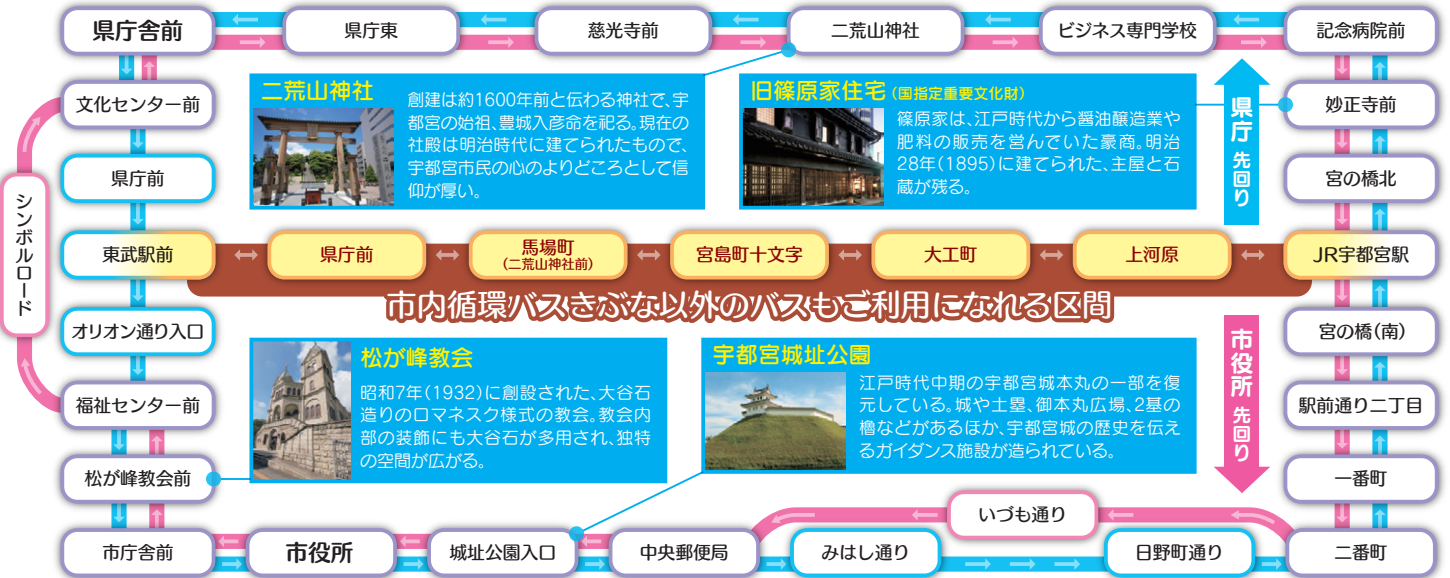 県庁舎前
県庁東
慈光寺前
二荒山神社
ビジネス専門学校
記念病院前
文化センター前
県庁前
シンボルロード
二荒山神社
創建は約1600年前と伝わる神社で、宇
都宮の始祖、豊城入彦命を祀る。現在の
社殿は明治時代に建てられたもので、
宇都宮市民の心のよりどころとして信
仰が厚い。
旧篠原家住宅(国指定重要文化財)
篠原家は、江戸時代から醤油醸造業や
肥料の販売を営んでいた豪商。明治
28年(1895)に建てられた、主屋と石
蔵が残る。
県庁 先回り
妙正寺前
宮の橋北
東武駅前
県庁前
馬場町
(二荒山神社前)
宮島町十文字
大工町
上河原
JR宇都宮駅
市内循環バスきぶな以外のバスもご利用になれる区間
オリオン通り入口
福祉センター前
松が峰教会前
松が峰教会
昭和7年(1932)に創設された、大谷石
造りのロマネスク様式の教会。教会内
部の装飾にも大谷石が多用され、独特
の空間が広がる。
宇都宮城址公園
江戸時代中期の宇都宮城本丸の一部を復
元している。城や土塁、御本丸広場、2基の
櫓などがあるほか、宇都宮城の歴史を伝え
るガイダンス施設が造られている。
市役所 先回り
宮の橋(南)
駅前通り二丁目
一番町
いづも通り
市庁舎前
市役所
城址公園入口
中央郵便局
みはし通り
日野町通り
二番町